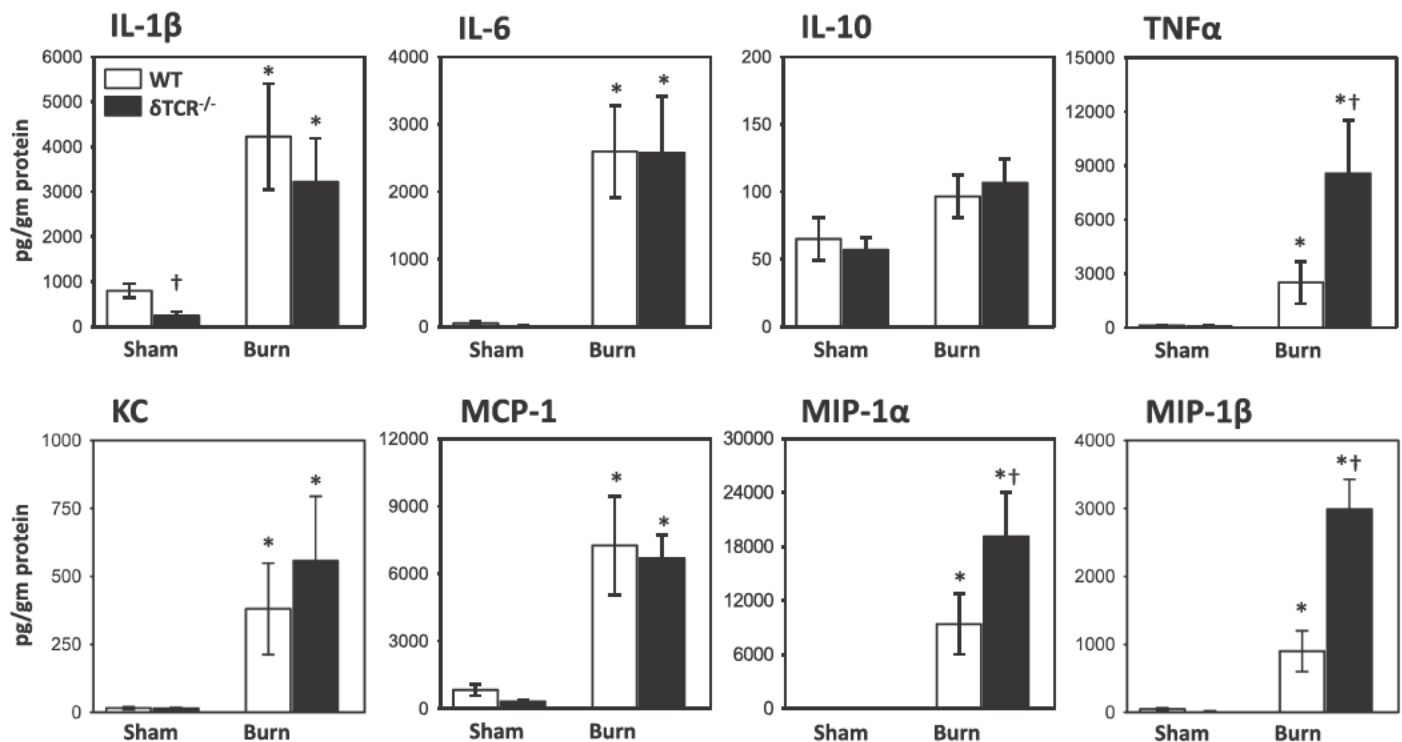 IL-1β IL-6 IL-10 TNFα
6000 4000 200 15000
WT
* * * *
5000
δTCR-/-
* *†
12000
150
3000
4000
9000
pg/gm protein
3000 2000 100
6000
2000
*
1000 50
†
3000
1000
0 0 0 0
Sham Burn Sham Burn Sham Burn Sham Burn
KC MCP-1 MIP-1α MIP-1β
1000 12000 30000 4000
* * *† *†
750 9000 24000 3000
* *
pg/gm protein
18000
500 6000 2000
*
12000
*
250 3000 1000
6000
0 0 0 0
Sham Burn Sham Burn Sham Burn Sham Burn